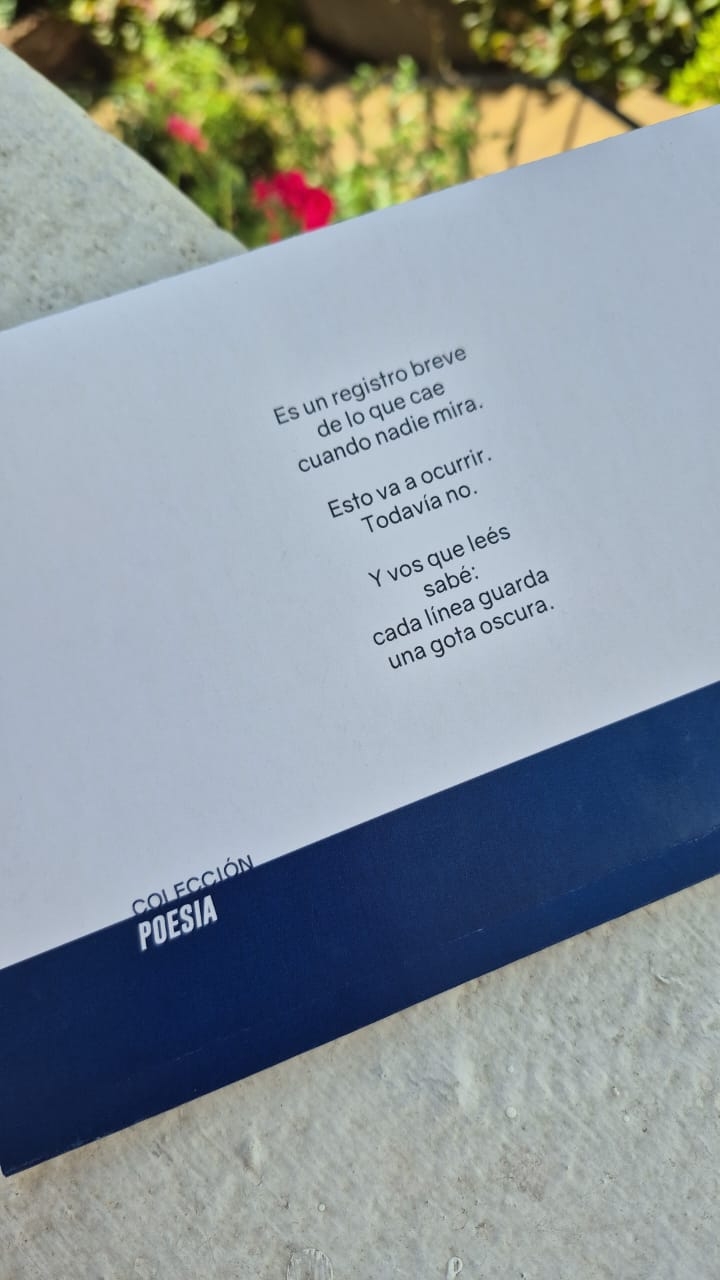 Es un registro breve
de lo que cae
cuando nadie mira.
Esto va a ocurrir.
Todavía no.
Y vos que leés
sabé:
cada línea guarda
una gota oscura.
COLECCIÓN
POESIA